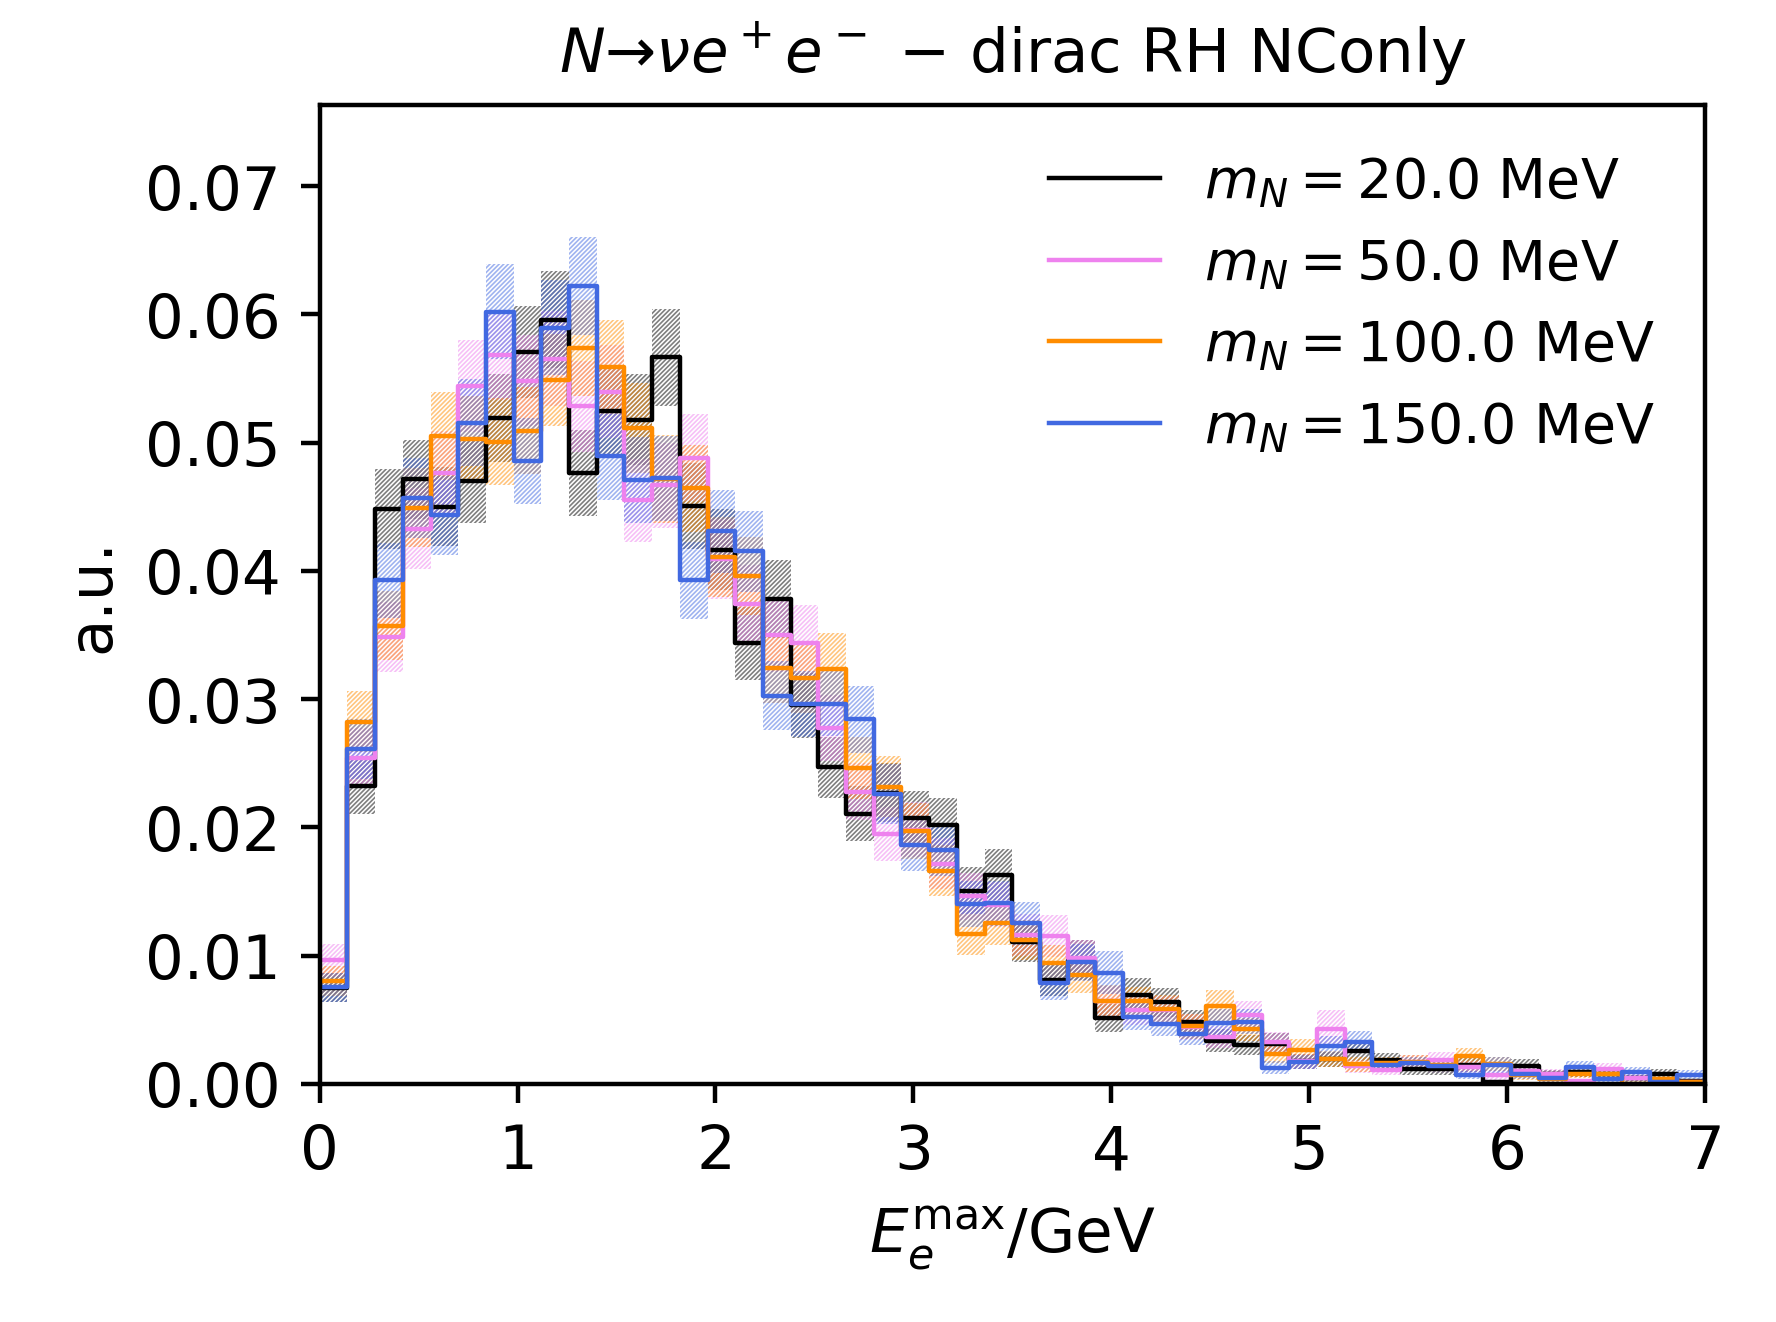 N→νe⁺e⁻ − dirac RH NConly
m_N = 20.0 MeV
m_N = 50.0 MeV
m_N = 100.0 MeV
m_N = 150.0 MeV
0.07
0.06
0.05
0.04
0.03
0.02
0.01
0.00
a.u.
0 1 2 3 4 5 6 7
E_e^max/GeV